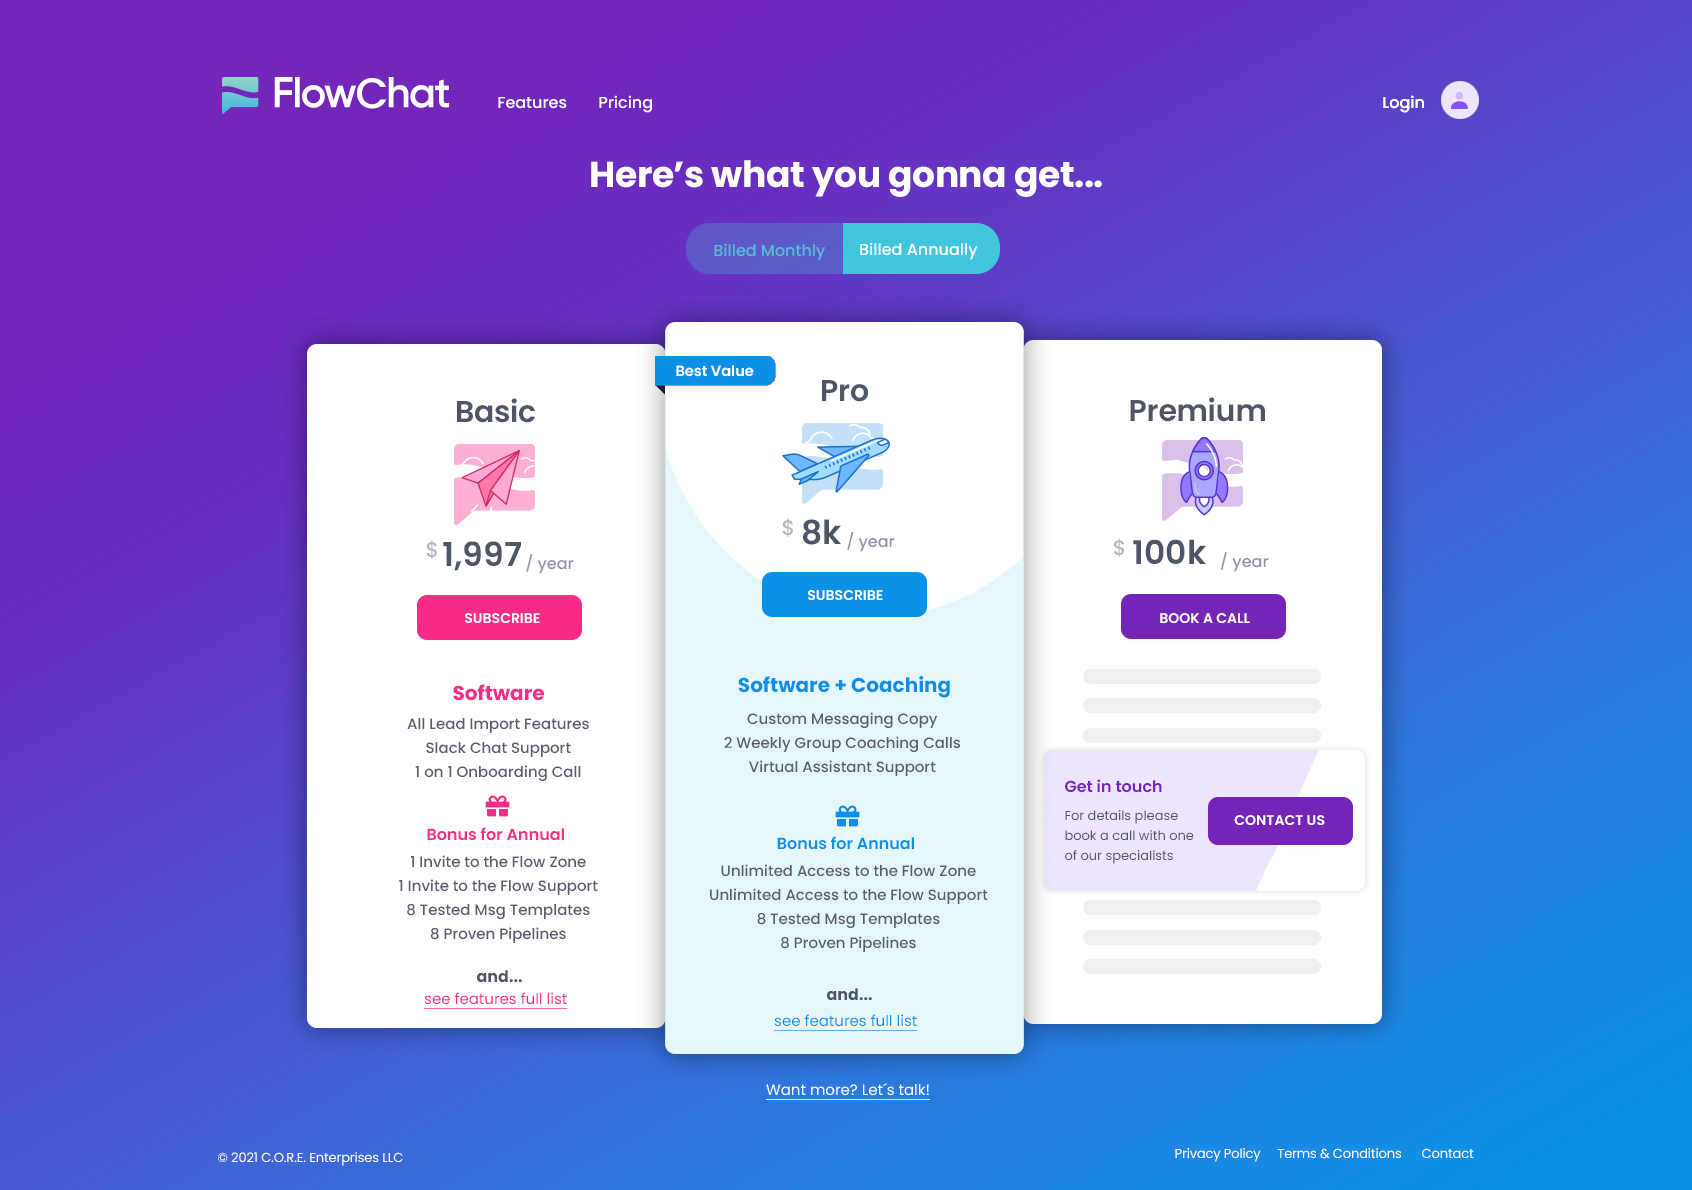 FlowChat
Features
Pricing
Login
Here’s what you gonna get...
Billed Monthly
Billed Annually
Basic
$ 1,997 / year
SUBSCRIBE
Software
All Lead Import Features
Slack Chat Support
1 on 1 Onboarding Call
Bonus for Annual
1 Invite to the Flow Zone
1 Invite to the Flow Support
8 Tested Msg Templates
8 Proven Pipelines
and...
see features full list
Best Value
Pro
$ 8k / year
SUBSCRIBE
Software + Coaching
Custom Messaging Copy
2 Weekly Group Coaching Calls
Virtual Assistant Support
Bonus for Annual
Unlimited Access to the Flow Zone
Unlimited Access to the Flow Support
8 Tested Msg Templates
8 Proven Pipelines
and...
see features full list
Premium
$ 100k / year
BOOK A CALL
Get in touch
For details please
book a call with one
of our specialists
CONTACT US
Want more? Let´s talk!
© 2021 C.O.R.E. Enterprises LLC
Privacy Policy
Terms & Conditions
Contact